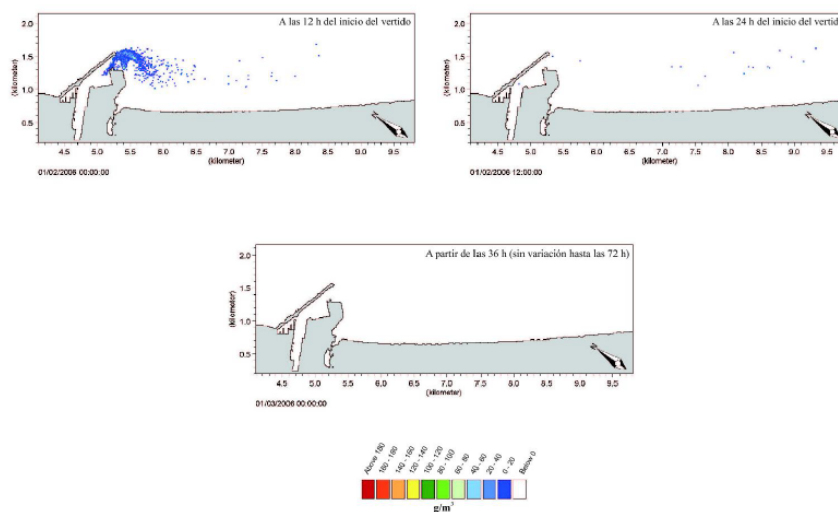 A las 12 h del inicio del vertido
2.0
1.5
1.0
0.5
(kilometer)
4.5 5.0 5.5 6.0 6.5 7.0 7.5 8.0 8.5 9.0 9.5
(kilometer)
01/02/2006 00:00:00
A las 24 h del inicio del vertido
2.0
1.5
1.0
0.5
(kilometer)
4.5 5.0 5.5 6.0 6.5 7.0 7.5 8.0 8.5 9.0 9.5
(kilometer)
01/02/2006 12:00:00
A partir de las 36 h (sin variación hasta las 72 h)
2.0
1.5
1.0
0.5
(kilometer)
4.5 5.0 5.5 6.0 6.5 7.0 7.5 8.0 8.5 9.0 9.5
(kilometer)
01/03/2006 00:00:00
Above 180
160 - 180
140 - 160
120 - 140
100 - 120
80 - 100
60 - 80
40 - 60
20 - 40
0 - 20
Below 0
g/m³